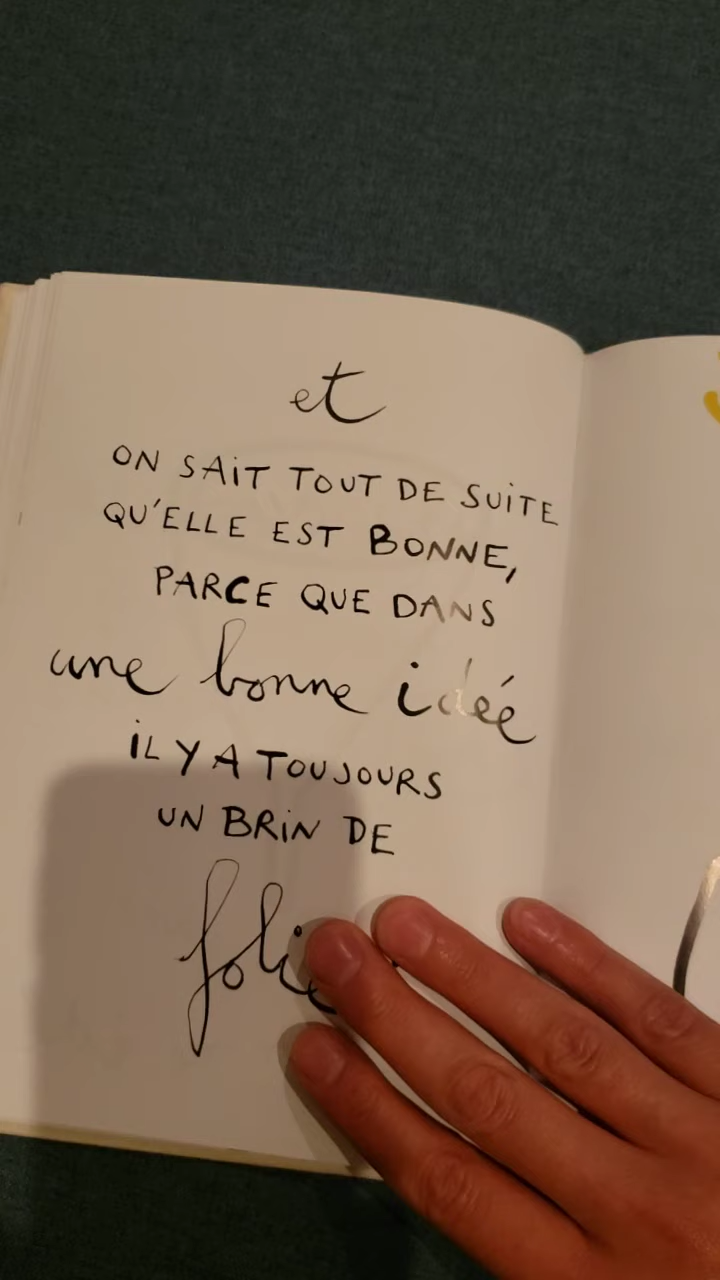 et
ON SAIT TOUT DE SUITE
QU'ELLE EST BONNE,
PARCE QUE DANS
une bonne idée
IL Y A TOUJOURS
UN BRIN DE
folie